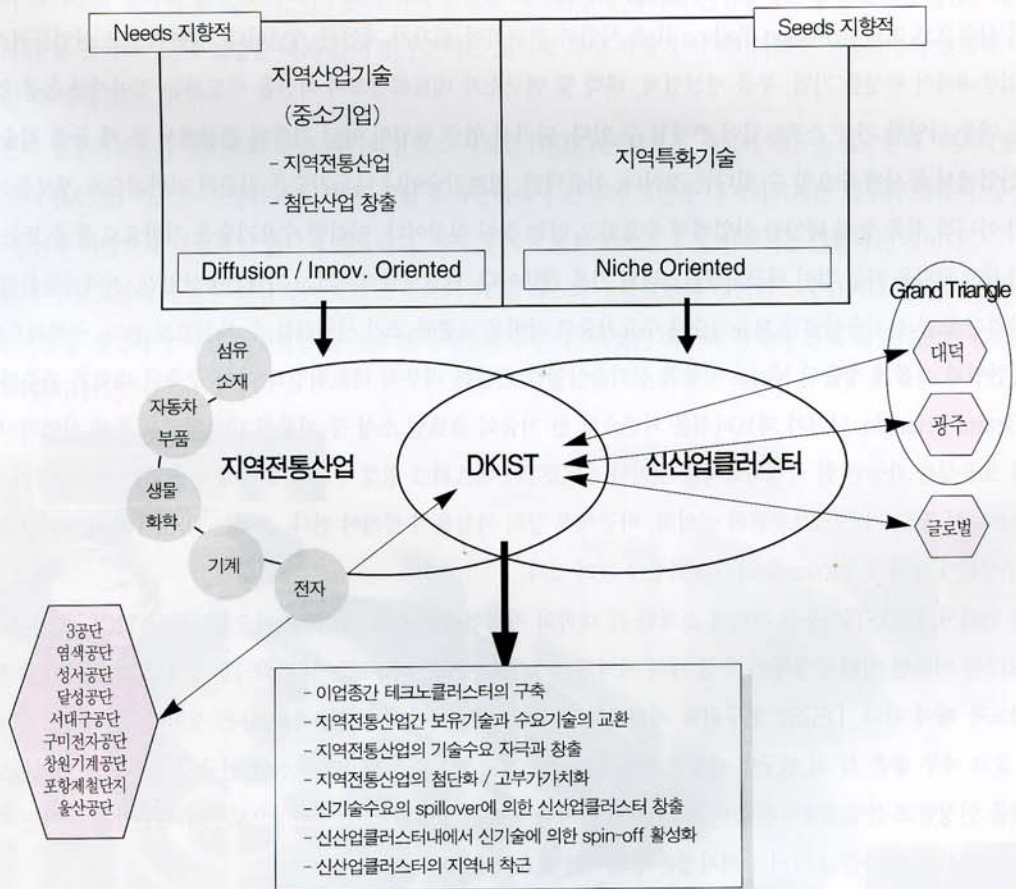 Needs 지향적
Seeds 지향적
지역산업기술
(중소기업)
- 지역전통산업
- 첨단산업 창출
지역특화기술
Diffusion / Innov. Oriented
Niche Oriented
Grand Triangle
대덕
광주
글로벌
섬유
소재
자동차
부품
생물
화학
기계
전자
지역전통산업
DKIST
신산업클러스터
3공단
염색공단
성서공단
달성공단
서대구공단
구미전자공단
창원기계공단
포항제철단지
울산공단
- 이업종간 테크노클러스터의 구축
- 지역전통산업간 보유기술과 수요기술의 교환
- 지역전통산업의 기술수요 자극과 창출
- 지역전통산업의 첨단화 / 고부가가치화
- 신기술수요의 spillover에 의한 신산업클러스터 창출
- 신산업클러스터내에서 신기술에 의한 spin-off 활성화
- 신산업클러스터의 지역내 착근